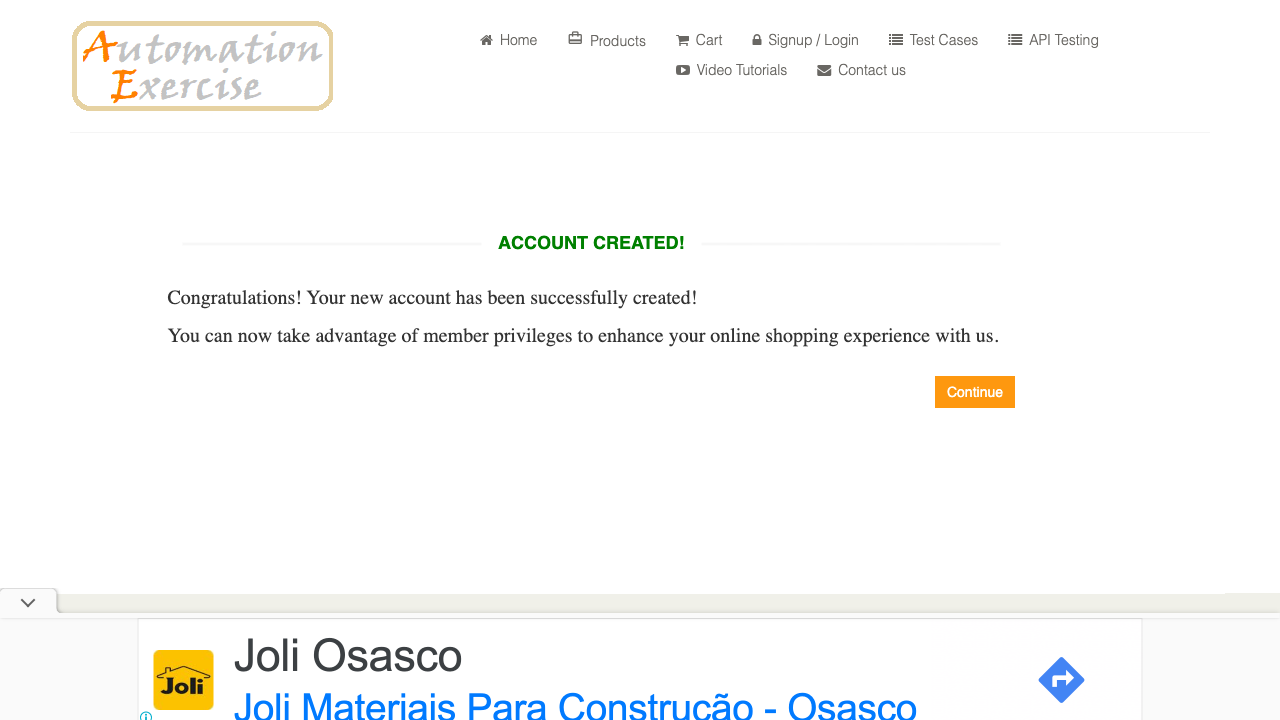 Automation
Exercise
Home Products Cart Signup / Login Test Cases API Testing
Video Tutorials Contact us
ACCOUNT CREATED!
Congratulations! Your new account has been successfully created!
You can now take advantage of member privileges to enhance your online shopping experience with us.
Continue
Joli Osasco
Joli
Joli Materiais Para Construção - Osasco